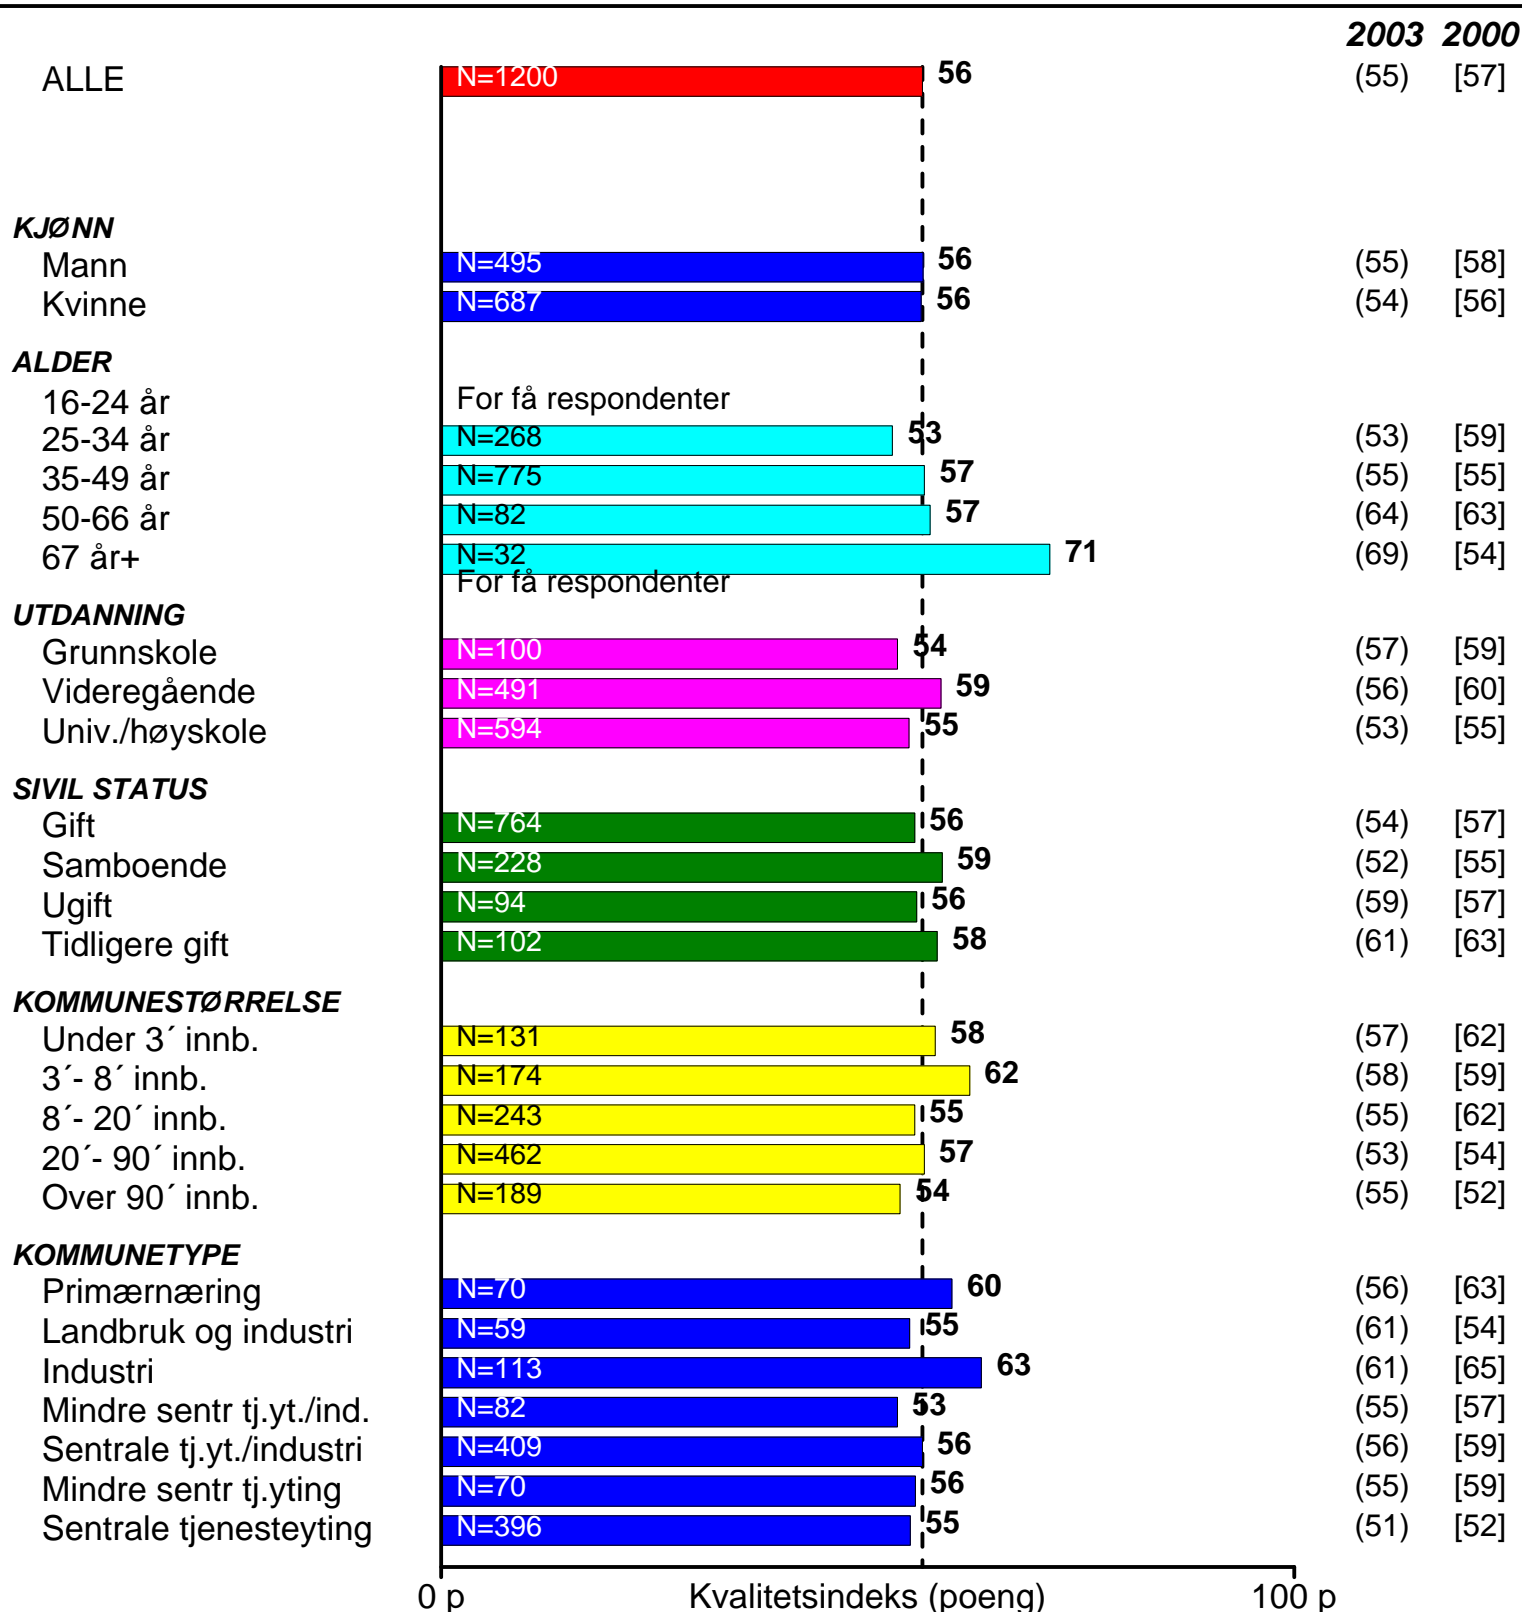 2003 2000
ALLE N=1200 56 (55) [57]
KJØNN
Mann N=495 56 (55) [58]
Kvinne N=687 56 (54) [56]
ALDER
16-24 år For få respondenter
25-34 år N=268 53 (53) [59]
35-49 år N=775 57 (55) [55]
50-66 år N=82 57 (64) [63]
67 år+ N=32 71 (69) [54]
For få respondenter
UTDANNING
Grunnskole N=100 54 (57) [59]
Videregående N=491 59 (56) [60]
Univ./høyskole N=594 55 (53) [55]
SIVIL STATUS
Gift N=764 56 (54) [57]
Samboende N=228 59 (52) [55]
Ugift N=94 56 (59) [57]
Tidligere gift N=102 58 (61) [63]
KOMMUNESTØRRELSE
Under 3´ innb. N=131 58 (57) [62]
3´- 8´ innb. N=174 62 (58) [59]
8´- 20´ innb. N=243 55 (55) [62]
20´- 90´ innb. N=462 57 (53) [54]
Over 90´ innb. N=189 54 (55) [52]
KOMMUNETYPE
Primærnæring N=70 60 (56) [63]
Landbruk og industri N=59 55 (61) [54]
Industri N=113 63 (61) [65]
Mindre sentr tj.yt./ind. N=82 53 (55) [57]
Sentrale tj.yt./industri N=409 56 (56) [59]
Mindre sentr tj.yting N=70 56 (55) [59]
Sentrale tjenesteyting N=396 55 (51) [52]
0 p Kvalitetsindeks (poeng) 100 p